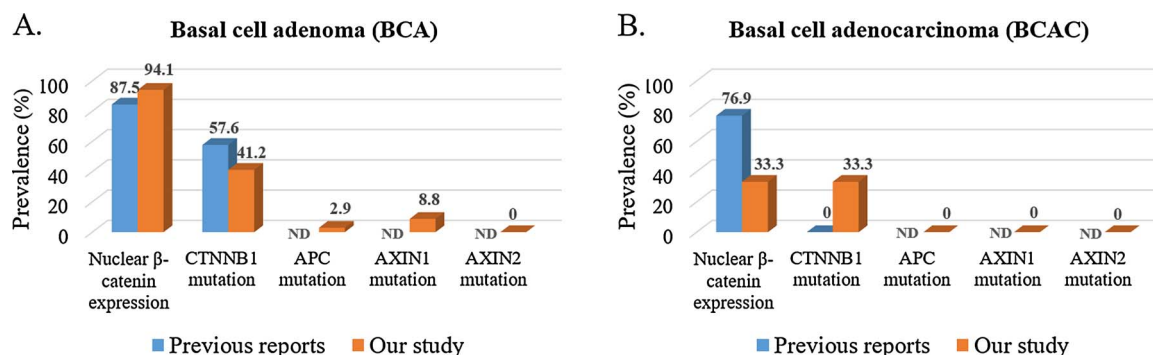 A.
Basal cell adenoma (BCA)
Prevalence (%)
100
80
60
40
20
0
87.5
94.1
57.6
41.2
ND
2.9
ND
8.8
ND
0
Nuclear β-
catenin
expression
CTNNB1
mutation
APC
mutation
AXIN1
mutation
AXIN2
mutation
Previous reports
Our study
B.
Basal cell adenocarcinoma (BCAC)
Prevalence (%)
100
80
60
40
20
0
76.9
33.3
0
33.3
ND
0
ND
0
ND
0
Nuclear β-
catenin
expression
CTNNB1
mutation
APC
mutation
AXIN1
mutation
AXIN2
mutation
Previous reports
Our study